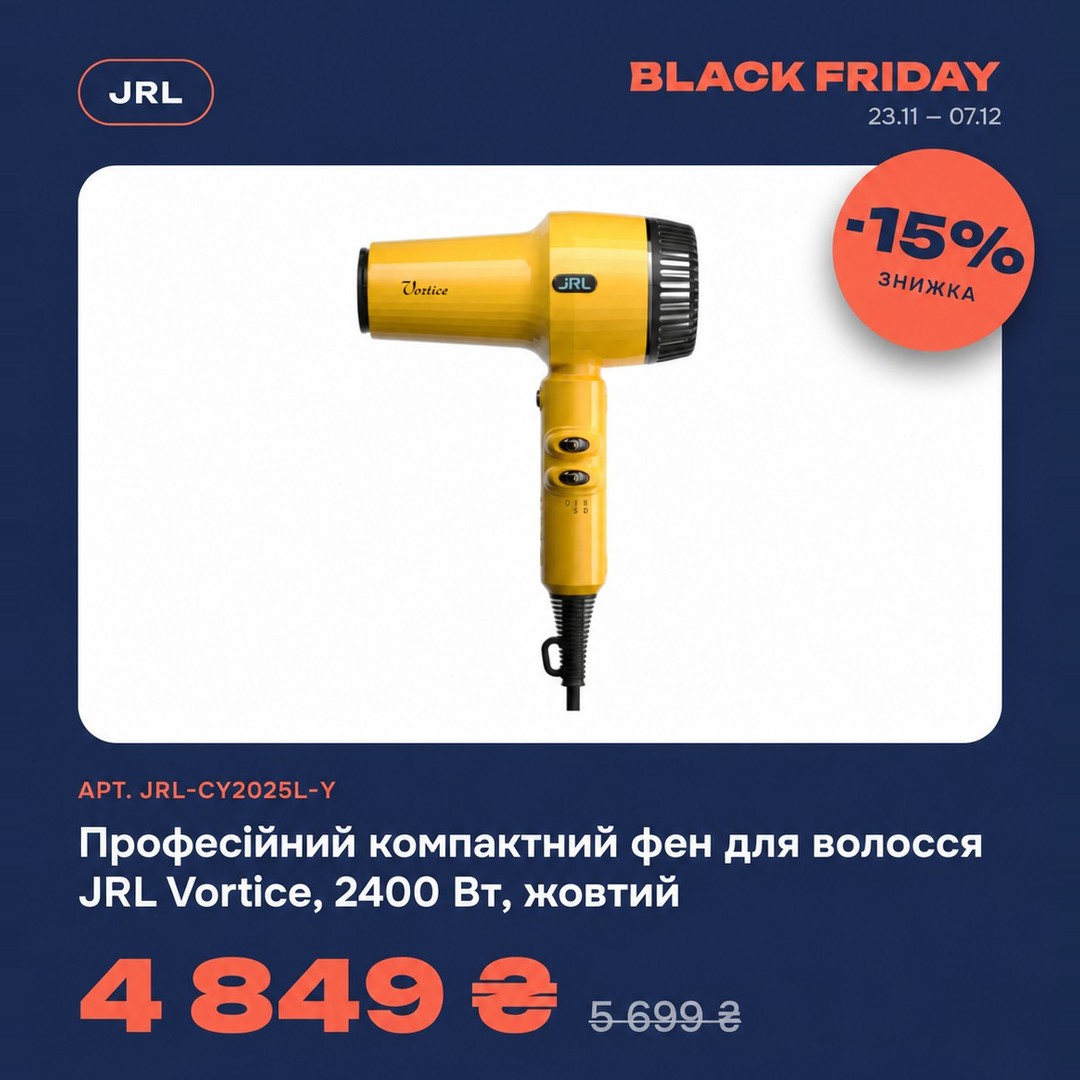 JRL
BLACK FRIDAY
23.11 – 07.12
-15%
ЗНИЖКА
Vortice
JRL
O I II
S D
АРТ. JRL-CY2025L-Y
Професійний компактний фен для волосся
JRL Vortice, 2400 Вт, жовтий
4 849 ₴
5 699 ₴